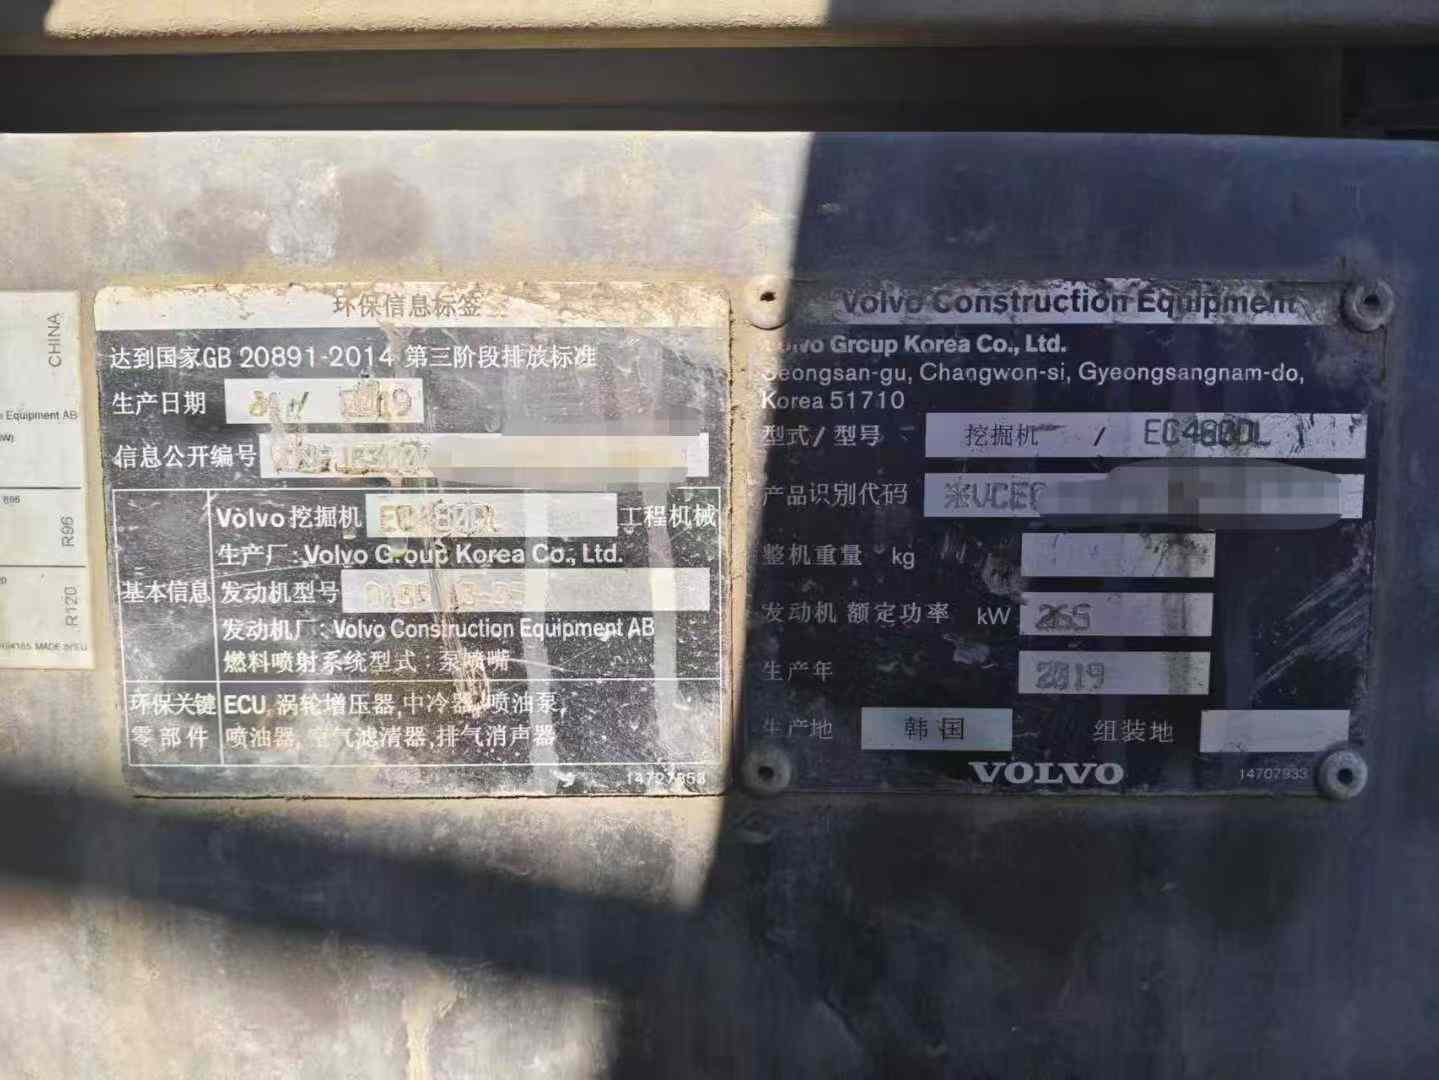 CHINA
Equipment AB
R96
R120
MADE IN EU
环保信息标签
达到国家GB 20891-2014 第三阶段排放标准
生产日期 2019
信息公开编号
Volvo 挖掘机 EC480DL 工程机械
生产厂: Volvo Group Korea Co., Ltd.
基本信息 发动机型号
发动机厂: Volvo Construction Equipment AB
燃料喷射系统型式: 泵喷嘴
环保关键 ECU, 涡轮增压器, 中冷器, 喷油泵,
零部件 喷油器, 空气滤清器, 排气消声器
14727853
Volvo Construction Equipment
Volvo Group Korea Co., Ltd.
Seongsan-gu, Changwon-si, Gyeongsangnam-do,
Korea 51710
型式/型号 挖掘机 / EC480DL
产品识别代码 *VCEC
整机重量 kg
发动机 额定功率 kW 265
生产年 2019
生产地 韩国 组装地
VOLVO 14707933